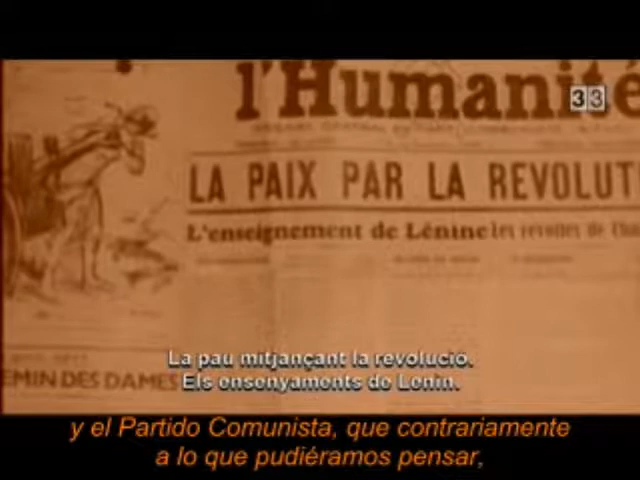 l'Humanité
33
LA PAIX PAR LA REVOLUT
L'enseignement de Lénine
EMIN DES DAMES
La pau mitjançant la revolució.
Els ensenyaments de Lenin.
y el Partido Comunista, que contrariamente
a lo que pudiéramos pensar,